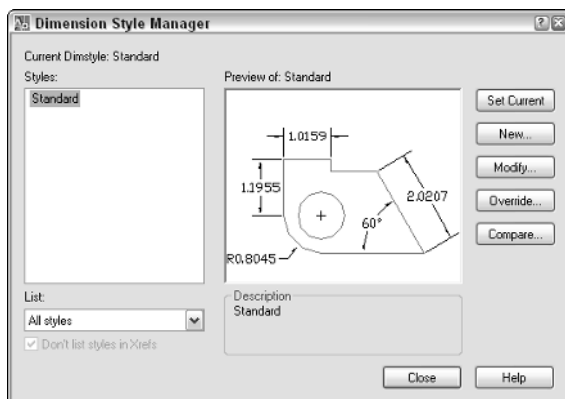 Dimension Style Manager
Current Dimstyle: Standard
Styles:
Standard
Preview of: Standard
1.0159
1.1955
2.0207
60°
R0.8045
Set Current
New...
Modify...
Override...
Compare...
List:
All styles
Don't list styles in Xrefs
Description
Standard
Close
Help